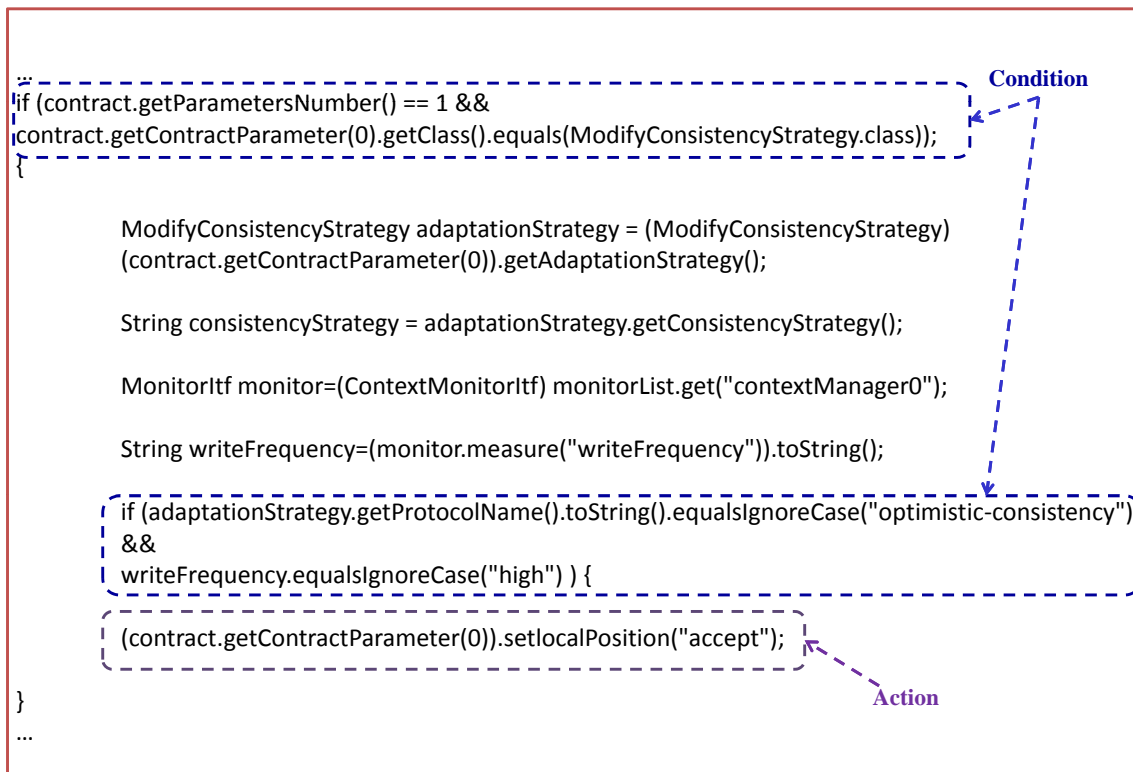 ...
Condition
if (contract.getParametersNumber() == 1 &&
contract.getContractParameter(0).getClass().equals(ModifyConsistencyStrategy.class));
{
ModifyConsistencyStrategy adaptationStrategy = (ModifyConsistencyStrategy)
(contract.getContractParameter(0)).getAdaptationStrategy();
String consistencyStrategy = adaptationStrategy.getConsistencyStrategy();
MonitorItf monitor=(ContextMonitorItf) monitorList.get("contextManager0");
String writeFrequency=(monitor.measure("writeFrequency")).toString();
if (adaptationStrategy.getProtocolName().toString().equalsIgnoreCase("optimistic-consistency")
&&
writeFrequency.equalsIgnoreCase("high") ) {
(contract.getContractParameter(0)).setlocalPosition("accept");
Action
}
...